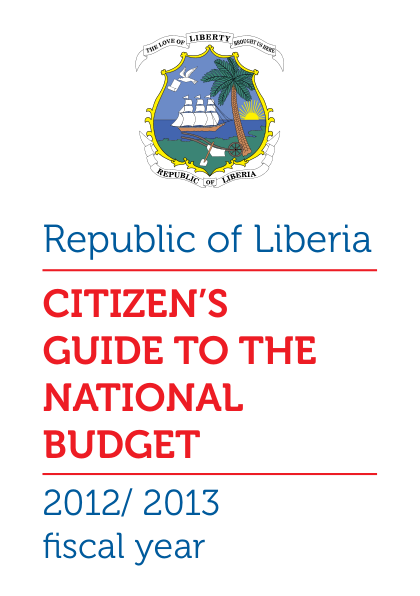 THE LOVE OF LIBERTY BROUGHT US HERE
REPUBLIC OF LIBERIA
Republic of Liberia
CITIZEN’S
GUIDE TO THE
NATIONAL
BUDGET
2012/ 2013
fiscal year